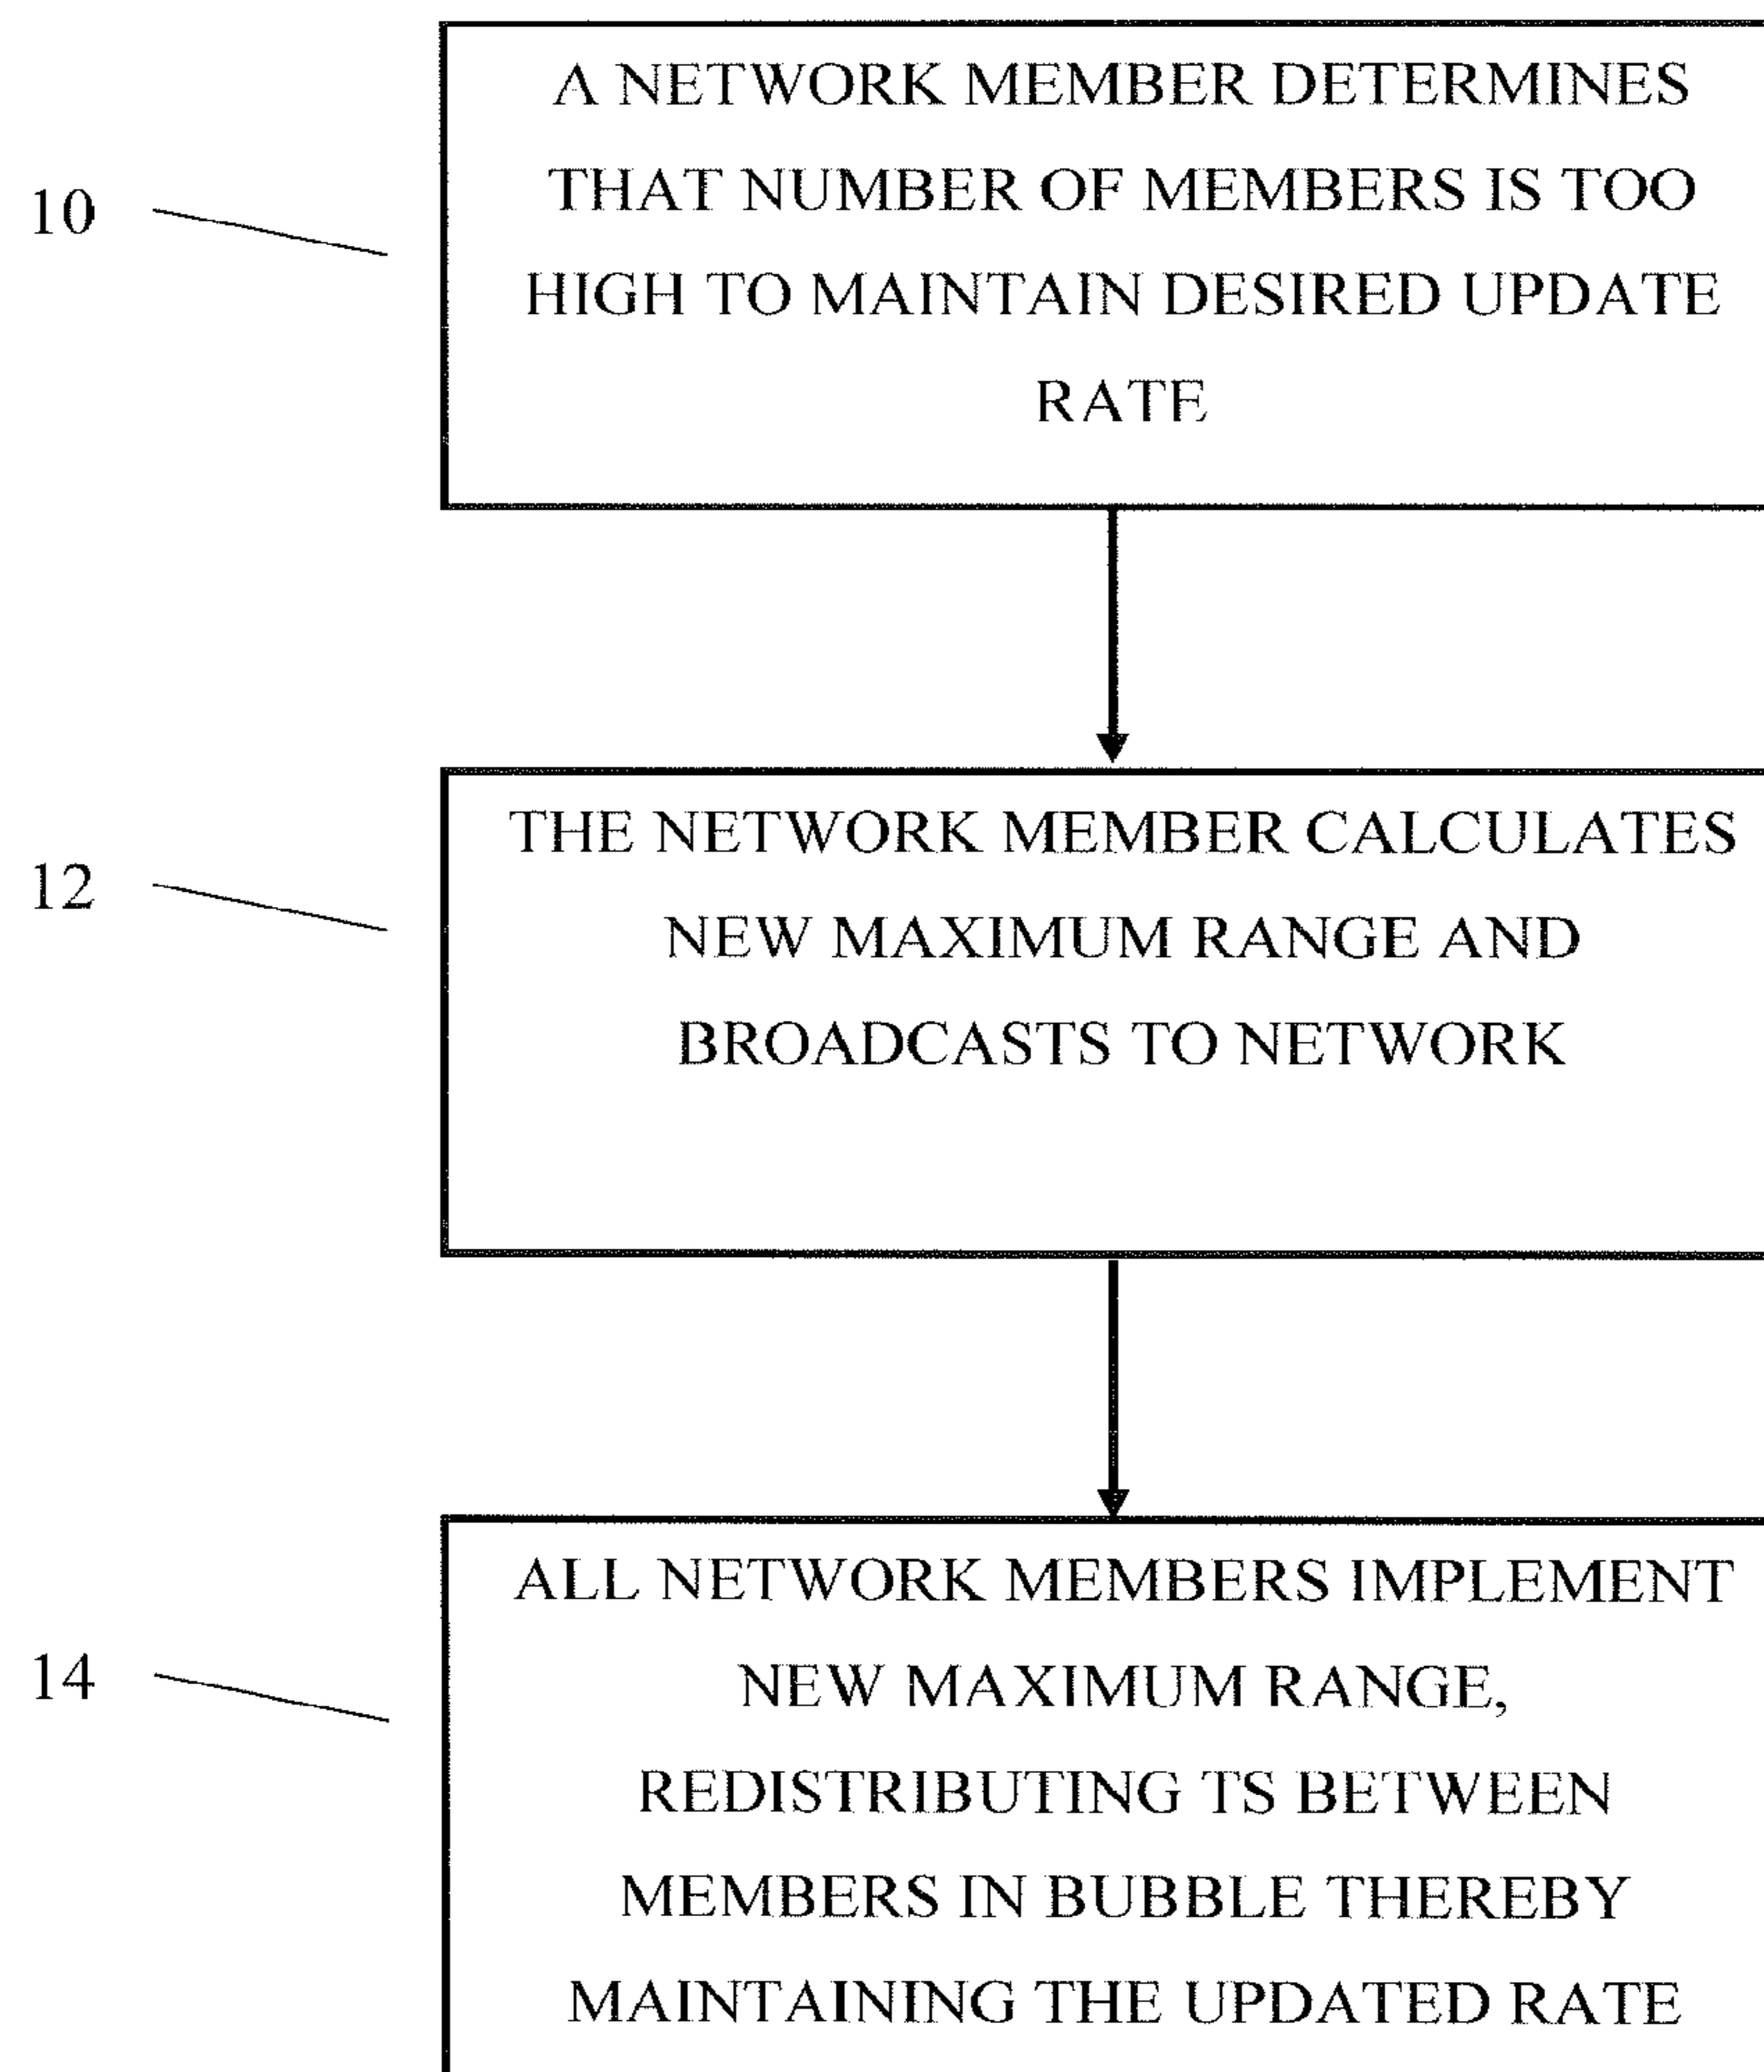 A NETWORK MEMBER DETERMINES
THAT NUMBER OF MEMBERS IS TOO
HIGH TO MAINTAIN DESIRED UPDATE
RATE
10
THE NETWORK MEMBER CALCULATES
NEW MAXIMUM RANGE AND
BROADCASTS TO NETWORK
12
ALL NETWORK MEMBERS IMPLEMENT
NEW MAXIMUM RANGE,
REDISTRIBUTING TS BETWEEN
MEMBERS IN BUBBLE THEREBY
MAINTAINING THE UPDATED RATE
14